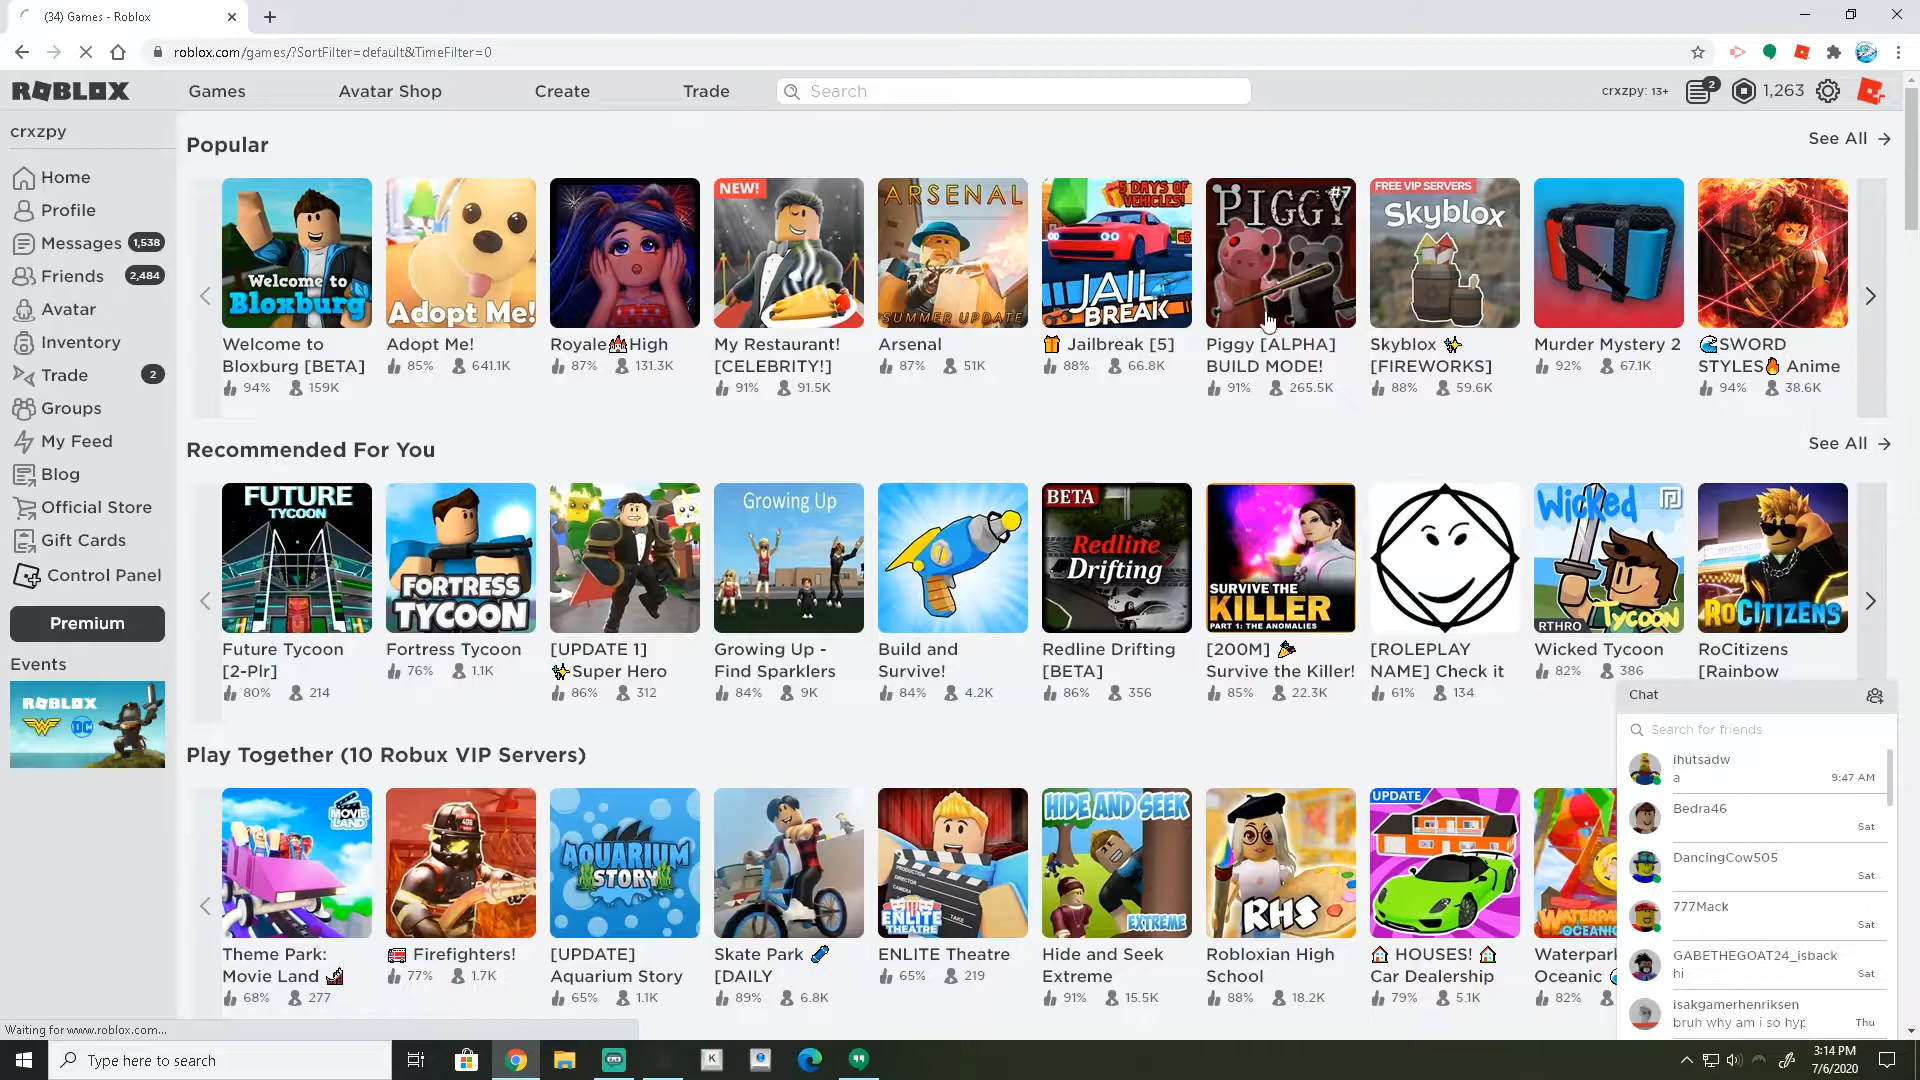 (34) Games - Roblox
roblox.com/games/?SortFilter=default&TimeFilter=0
ROBLOX
Games
Avatar Shop
Create
Trade
Search
crxzpy: 13+
2
1,263
crxzpy
Home
Profile
Messages 1,538
Friends 2,484
Avatar
Inventory
Trade 2
Groups
My Feed
Blog
Official Store
Gift Cards
Control Panel
Premium
Events
ROBLOX
DC
Popular
See All →
Welcome to
Bloxburg
Adopt Me!
NEW!
ARSENAL
SUMMER UPDATE
5 DAYS OF
VEHICLES!
#5
JAIL
BREAK
PIGGY
#7
FREE VIP SERVERS
Skyblox
Welcome to
Bloxburg [BETA]
94% 159K
Adopt Me!
85% 641.1K
Royale🏰High
87% 131.3K
My Restaurant!
[CELEBRITY!]
91% 91.5K
Arsenal
87% 51K
🎁 Jailbreak [5]
88% 66.8K
Piggy [ALPHA]
BUILD MODE!
91% 265.5K
Skyblox ✨
[FIREWORKS]
88% 59.6K
Murder Mystery 2
92% 67.1K
🌊SWORD
STYLES🔥 Anime
94% 38.6K
Recommended For You
See All →
FUTURE
TYCOON
FORTRESS
TYCOON
Growing Up
BETA
Redline
Drifting
SURVIVE THE
KILLER
PART 1: THE ANOMALIES
Wicked
Tycoon
RTHRO
ROCITIZENS
Future Tycoon
[2-Plr]
80% 214
Fortress Tycoon
76% 1.1K
[UPDATE 1]
✨Super Hero
86% 312
Growing Up -
Find Sparklers
84% 9K
Build and
Survive!
84% 4.2K
Redline Drifting
[BETA]
86% 356
[200M] 🎉
Survive the Killer!
85% 22.3K
[ROLEPLAY
NAME] Check it
61% 134
Wicked Tycoon
82% 386
RoCitizens
[Rainbow
Play Together (10 Robux VIP Servers)
MOVIE
LAND
AQUARIUM
STORY
PRODUCTION
DIRECTOR
CAMERA
TAKE
ENLITE
THEATRE
HIDE AND SEEK
EXTREME
RHS
UPDATE
WATERPA
OCEANIC
Theme Park:
Movie Land 🎢
68% 277
🚒 Firefighters!
77% 1.7K
[UPDATE]
Aquarium Story
65% 1.1K
Skate Park
[DAILY
89% 6.8K
ENLITE Theatre
65% 219
Hide and Seek
Extreme
91% 15.5K
Robloxian High
School
88% 18.2K
🏠 HOUSES! 🏠
Car Dealership
79% 5.1K
Waterpark
Oceanic
82%
Chat
Search for friends
ihutsadw
a 9:47 AM
Bedra46
Sat
DancingCow505
Sat
777Mack
Sat
GABETHEGOAT24_isback
hi Sat
isakgamerhenriksen
bruh why am i so hyp Thu
Waiting for www.roblox.com...
Type here to search
K
3:14 PM
7/6/2020